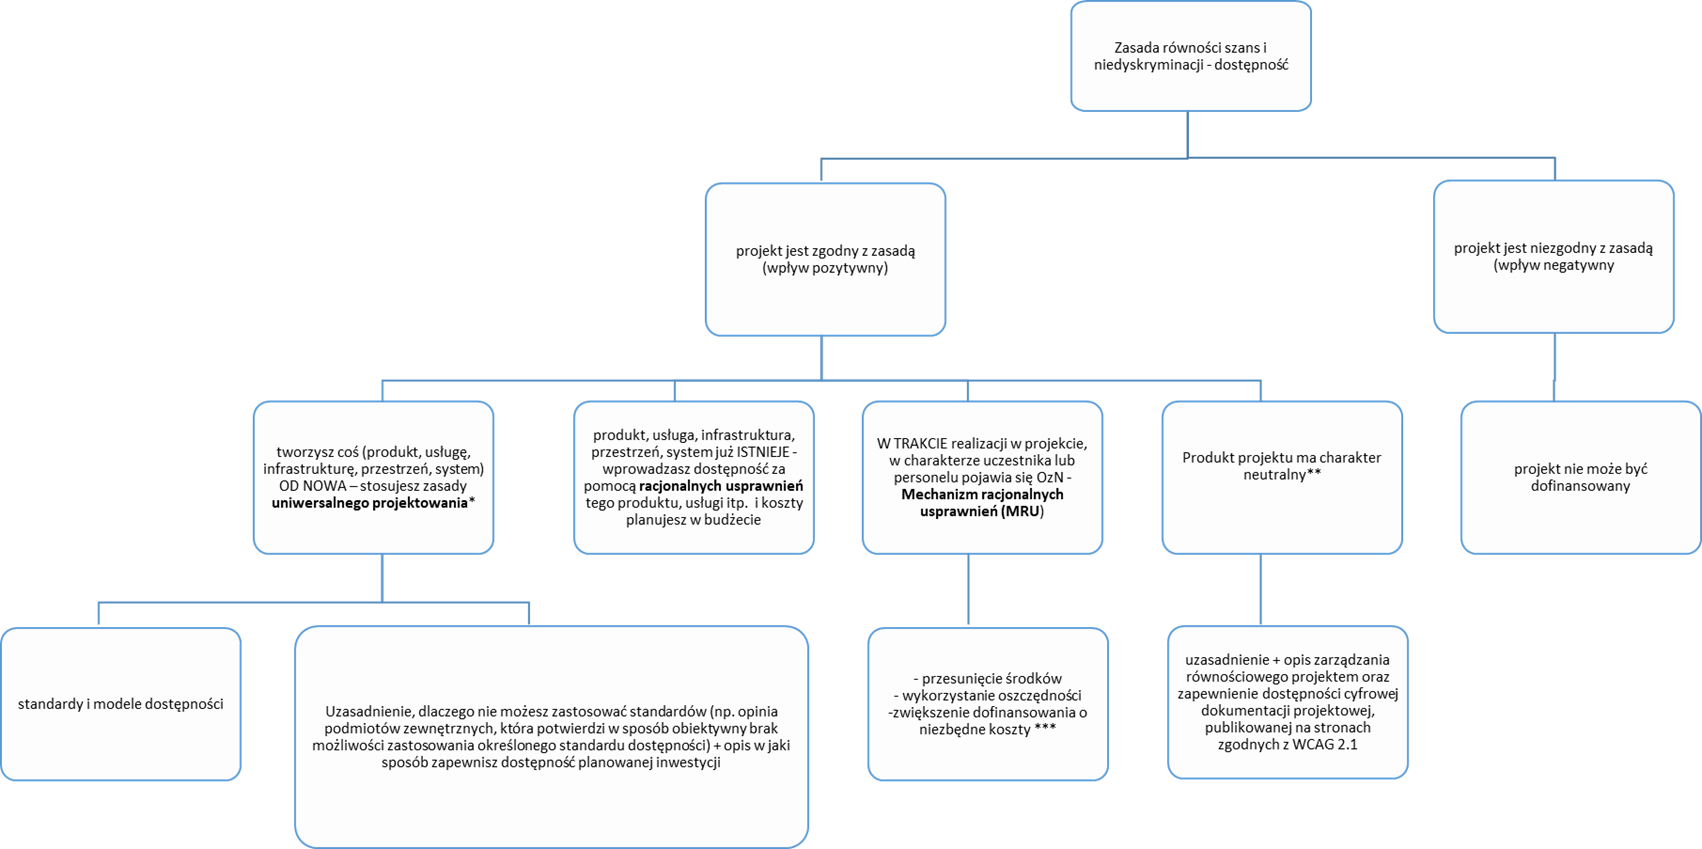 Zasada równości szans i
niedyskryminacji - dostępność
projekt jest zgodny z zasadą
(wpływ pozytywny)
projekt jest niezgodny z zasadą
(wpływ negatywny
tworzysz coś (produkt, usługę,
infrastrukturę, przestrzeń, system)
OD NOWA – stosujesz zasady
uniwersalnego projektowania*
produkt, usługa, infrastruktura,
przestrzeń, system już ISTNIEJE -
wprowadzasz dostępność za
pomocą racjonalnych usprawnień
tego produktu, usługi itp.  i koszty
planujesz w budżecie
W TRAKCIE realizacji w projekcie,
w charakterze uczestnika lub
personelu pojawia się OzN -
Mechanizm racjonalnych
usprawnień (MRU)
Produkt projektu ma charakter
neutralny**
projekt nie może być
dofinansowany
standardy i modele dostępności
Uzasadnienie, dlaczego nie możesz zastosować standardów (np. opinia
podmiotów zewnętrznych, która potwierdzi w sposób obiektywny brak
możliwości zastosowania określonego standardu dostępności) + opis w jaki
sposób zapewnisz dostępność planowanej inwestycji
- przesunięcie środków
- wykorzystanie oszczędności
-zwiększenie dofinansowania o
niezbędne koszty ***
uzasadnienie + opis zarządzania
równościowego projektem oraz
zapewnienie dostępności cyfrowej
dokumentacji projektowej,
publikowanej na stronach
zgodnych z WCAG 2.1